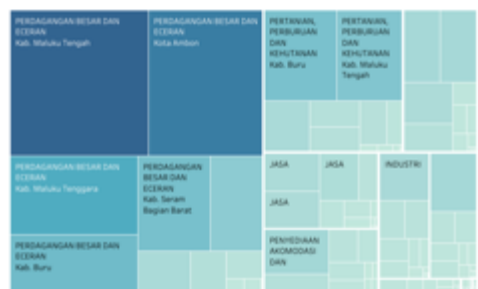 PERDAGANGAN BESAR DAN
ECERAN
Kab. Maluku Tengah
PERDAGANGAN BESAR DAN
ECERAN
Kota Ambon
PERTANIAN,
PERBURUAN
DAN
KEHUTANAN
Kab. Buru
PERTANIAN,
PERBURUAN
DAN
KEHUTANAN
Kab. Maluku
Tengah
PERDAGANGAN BESAR DAN
ECERAN
Kab. Maluku Tenggara
PERDAGANGAN
BESAR DAN
ECERAN
Kab. Seram
Bagian Barat
PERDAGANGAN BESAR DAN
ECERAN
Kab. Buru
JASA
JASA
JASA
INDUSTRI
PENYEDIAAN
AKOMODASI
DAN